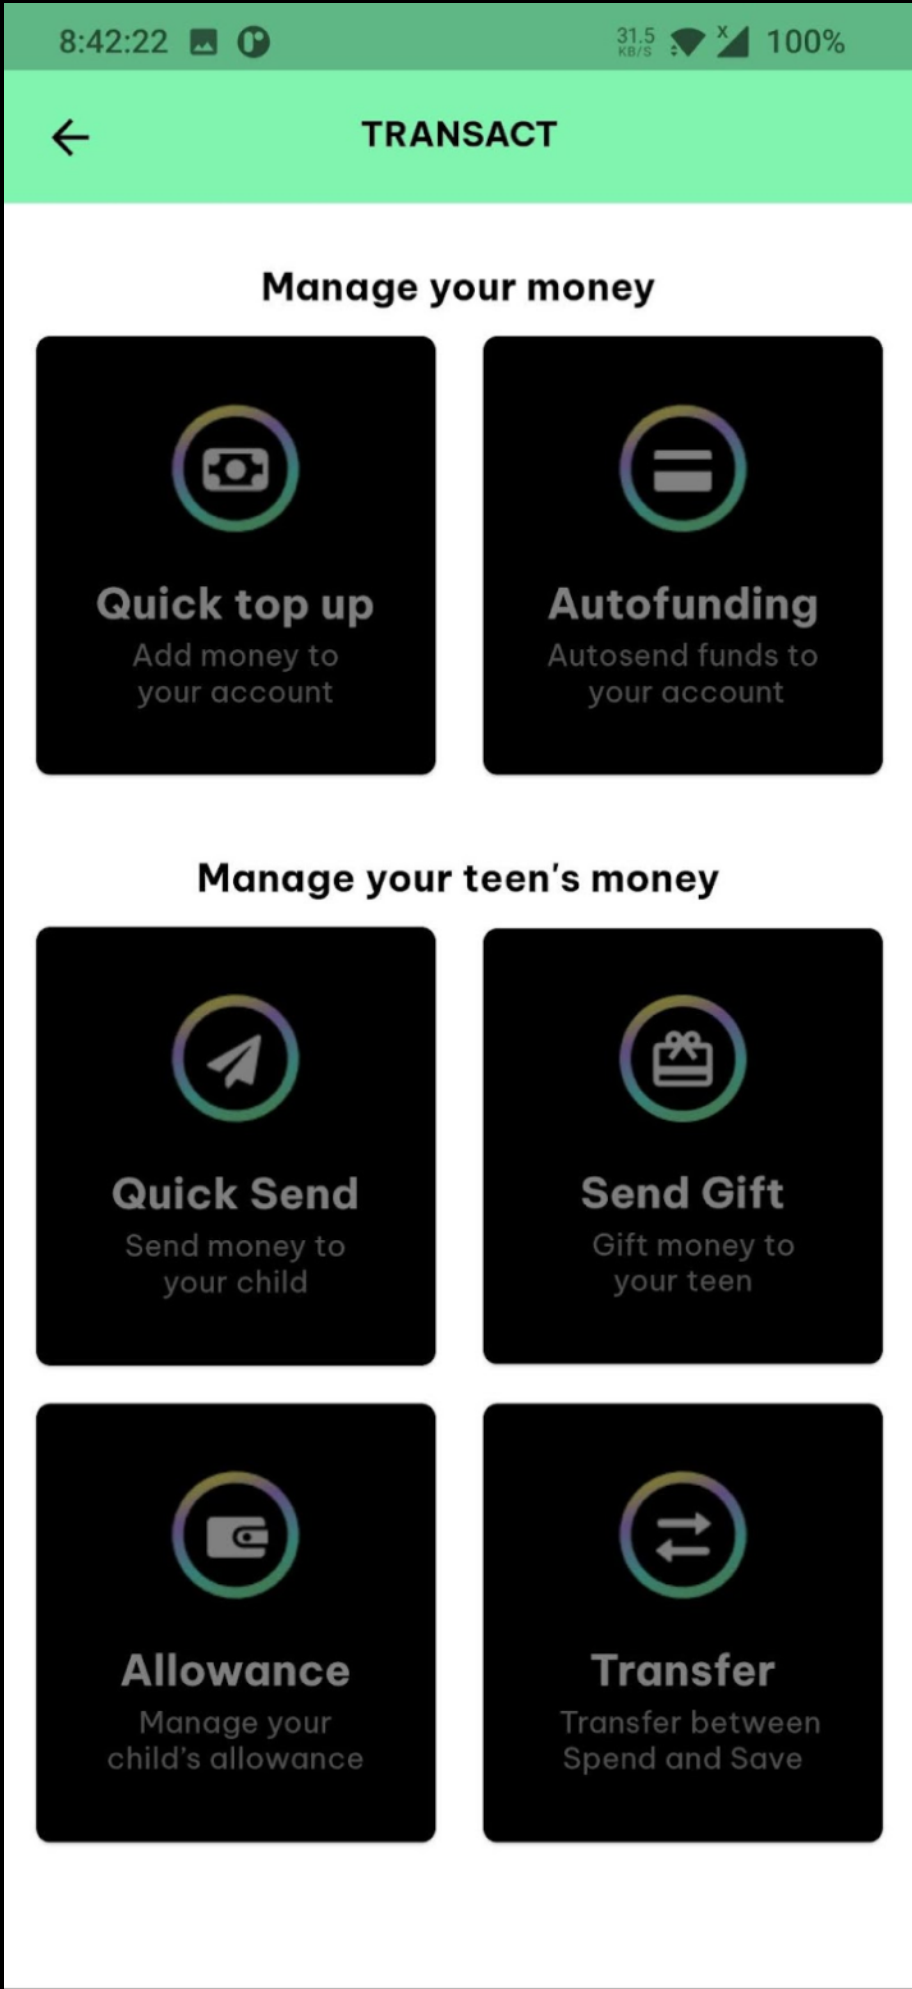 8:42:22
31.5
KB/S
X
100%
TRANSACT
Manage your money
Quick top up
Add money to
your account
Autofunding
Autosend funds to
your account
Manage your teen's money
Quick Send
Send money to
your child
Send Gift
Gift money to
your teen
Allowance
Manage your
child's allowance
Transfer
Transfer between
Spend and Save